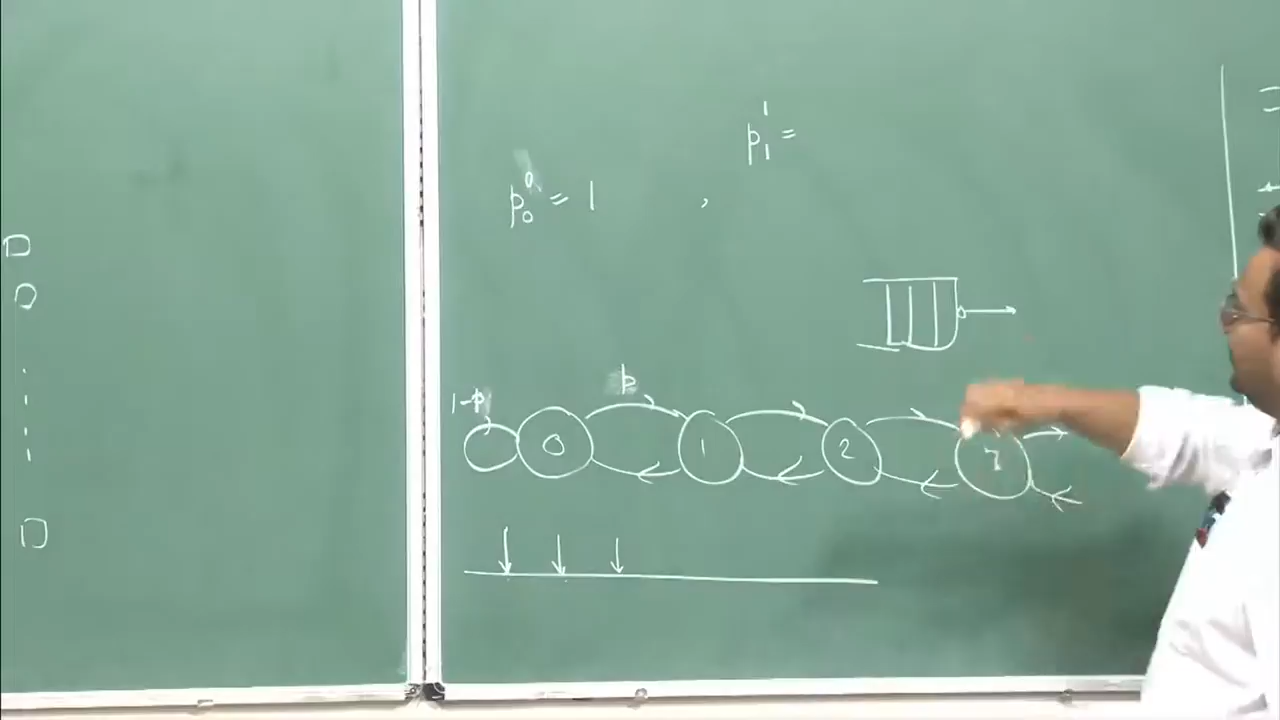 p₁¹ =
p₀⁰ = 1 ,
1-p p
0 1 2 3